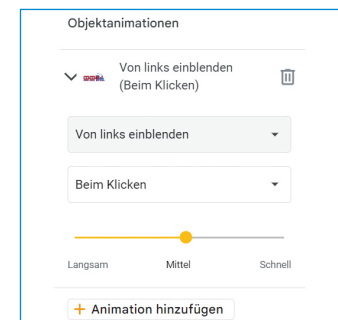 Objektanimationen
Von links einblenden
(Beim Klicken)
Von links einblenden
Beim Klicken
Langsam Mittel Schnell
+ Animation hinzufügen